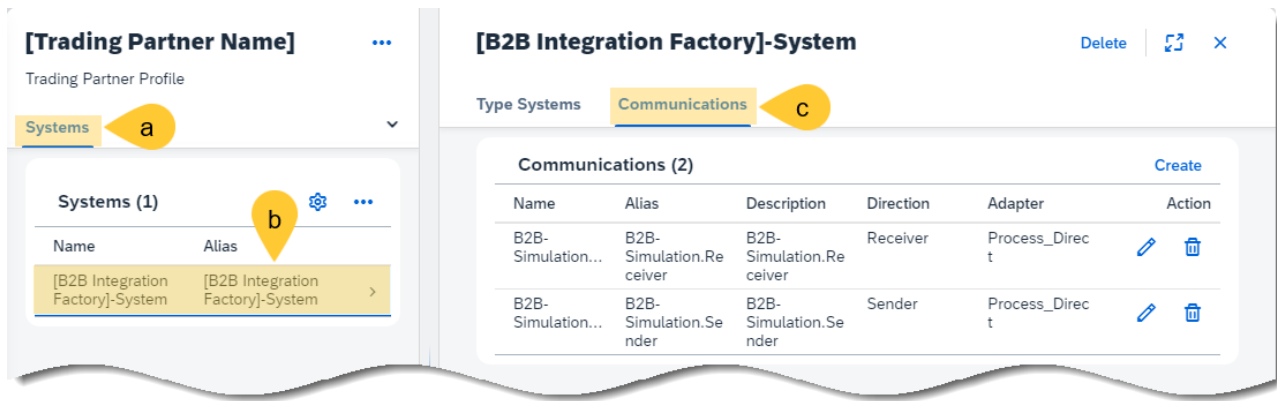 [Trading Partner Name]
Trading Partner Profile
Systems
a
Systems (1)
b
Name Alias
[B2B Integration Factory]-System [B2B Integration Factory]-System
[B2B Integration Factory]-System
Delete
Type Systems Communications
c
Communications (2)
Create
Name Alias Description Direction Adapter Action
B2B-Simulation... B2B-Simulation.Receiver B2B-Simulation.Receiver Receiver Process_Direct
B2B-Simulation... B2B-Simulation.Sender B2B-Simulation.Sender Sender Process_Direct